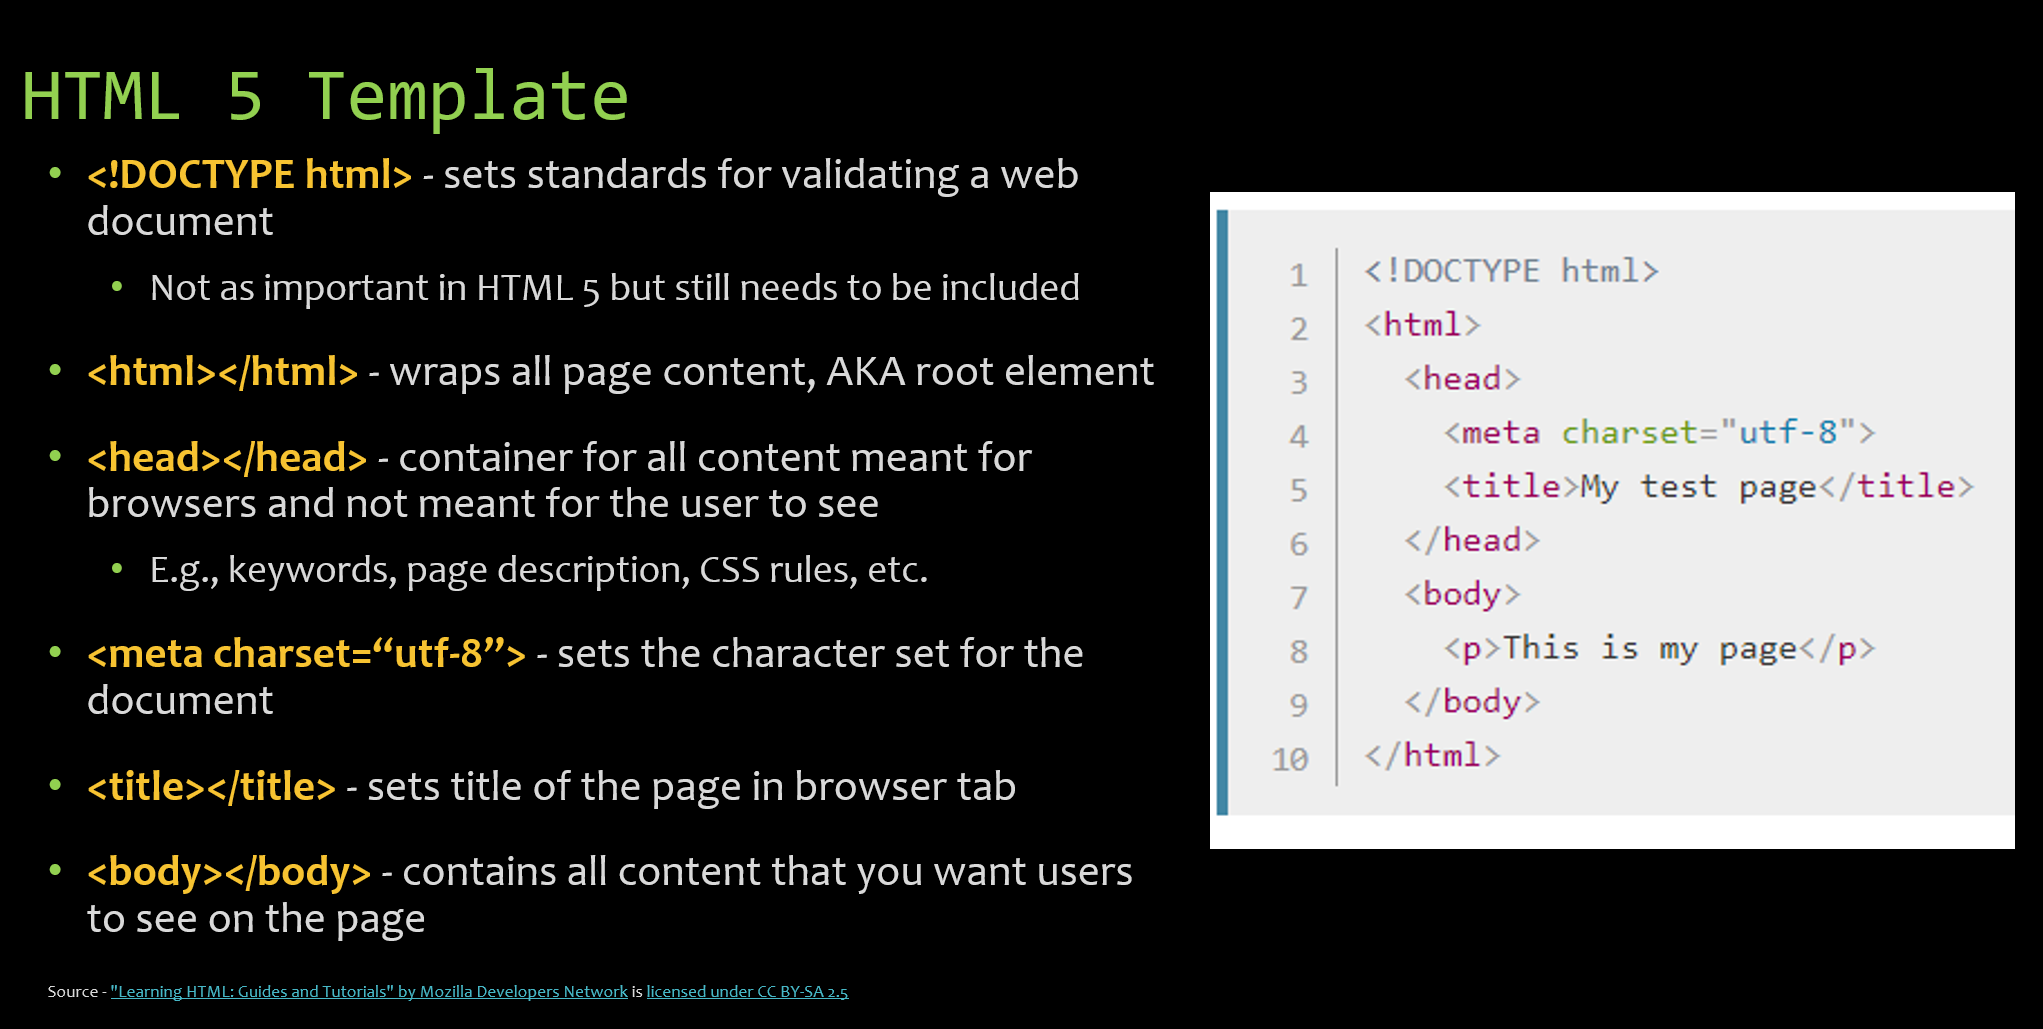 HTML 5 Template
• <!DOCTYPE html> - sets standards for validating a web
document
• Not as important in HTML 5 but still needs to be included
• <html></html> - wraps all page content, AKA root element
• <head></head> - container for all content meant for
browsers and not meant for the user to see
• E.g., keywords, page description, CSS rules, etc.
• <meta charset=“utf-8”> - sets the character set for the
document
• <title></title> - sets title of the page in browser tab
• <body></body> - contains all content that you want users
to see on the page
Source - "Learning HTML: Guides and Tutorials" by Mozilla Developers Network is licensed under CC BY-SA 2.5
1 <!DOCTYPE html>
2 <html>
3 <head>
4 <meta charset="utf-8">
5 <title>My test page</title>
6 </head>
7 <body>
8 <p>This is my page</p>
9 </body>
10 </html>